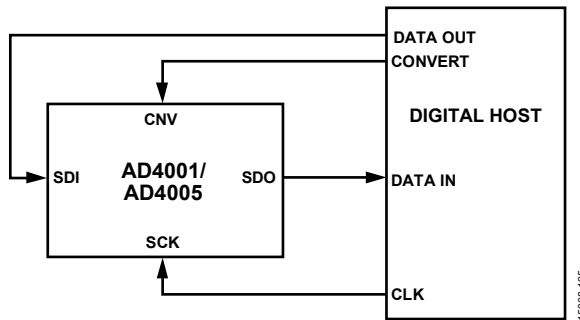 DATA OUT
CONVERT
CNV
DIGITAL HOST
SDI
AD4001/
AD4005
SDO
DATA IN
SCK
CLK